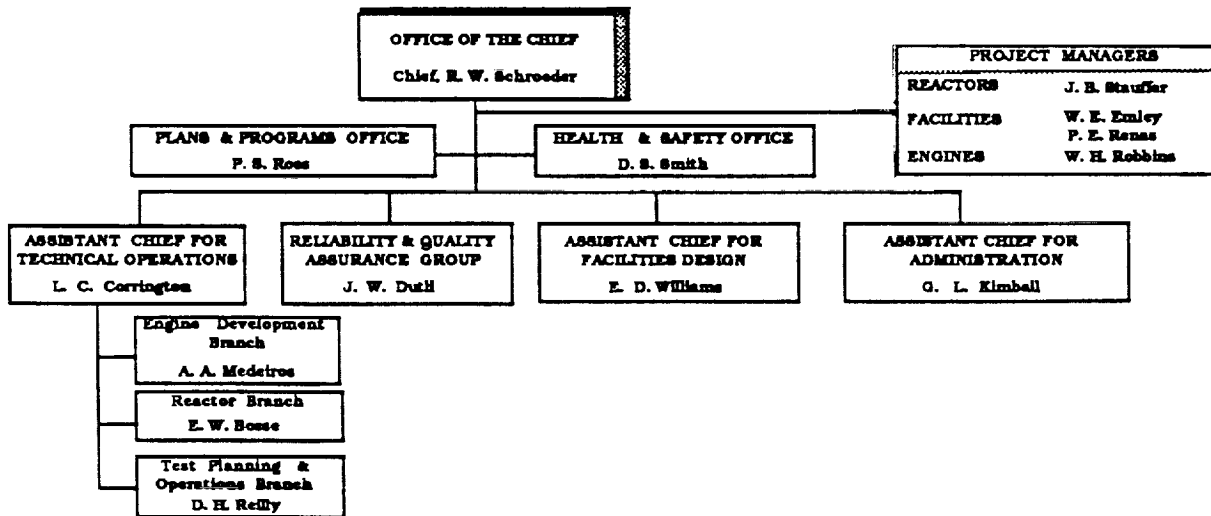 OFFICE OF THE CHIEF
Chief, R. W. Schroeder
PROJECT MANAGERS
REACTORS J. B. Stauffer
FACILITIES W. E. Emley
P. E. Renas
ENGINES W. H. Robbins
PLANS & PROGRAMS OFFICE
P. S. Ross
HEALTH & SAFETY OFFICE
D. S. Smith
ASSISTANT CHIEF FOR
TECHNICAL OPERATIONS
L. C. Corrington
RELIABILITY & QUALITY
ASSURANCE GROUP
J. W. Dutli
ASSISTANT CHIEF FOR
FACILITIES DESIGN
E. D. Williams
ASSISTANT CHIEF FOR
ADMINISTRATION
G. L. Kimball
Engine Development
Branch
A. A. Medeiros
Reactor Branch
E. W. Bosse
Test Planning &
Operations Branch
D. H. Reilly